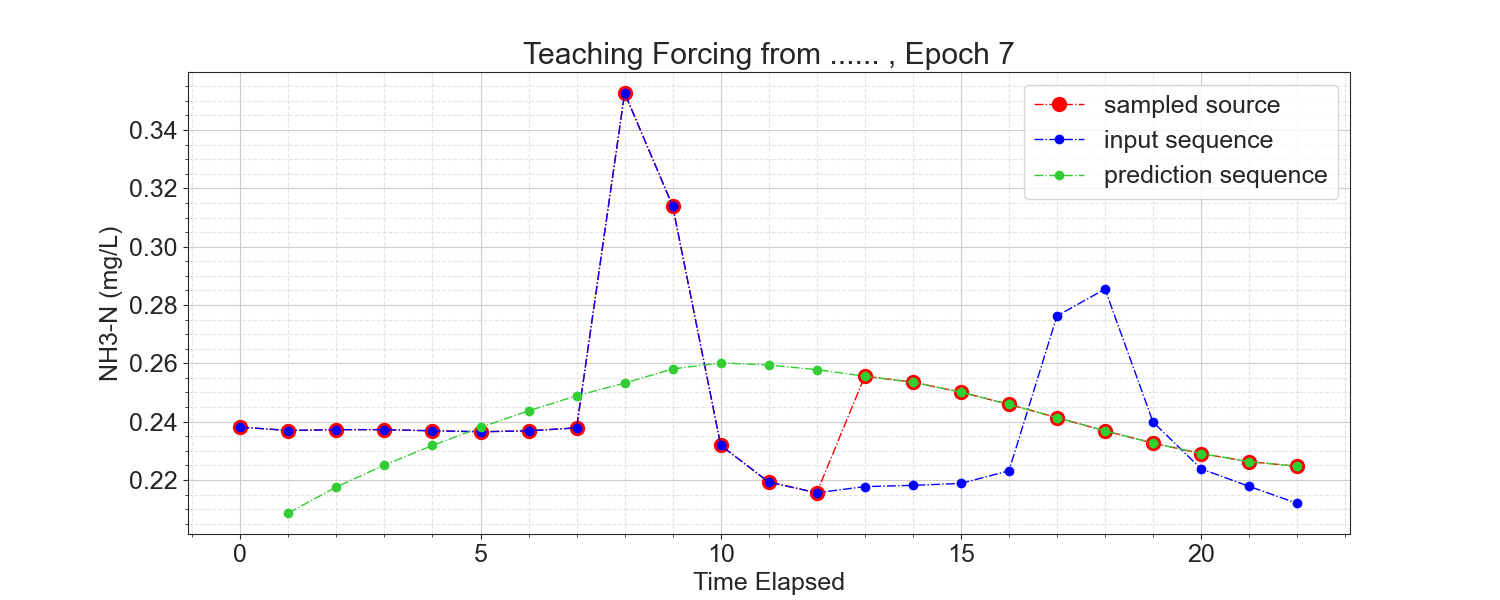 Teaching Forcing from ...... , Epoch 7
sampled source
input sequence
prediction sequence
NH3-N (mg/L)
0.34
0.32
0.30
0.28
0.26
0.24
0.22
0 5 10 15 20
Time Elapsed